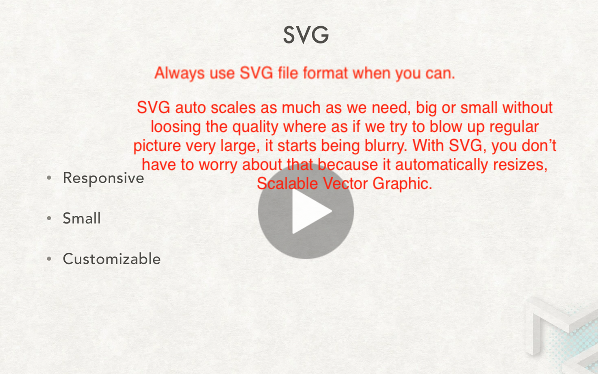 SVG
Always use SVG file format when you can.
SVG auto scales as much as we need, big or small without
loosing the quality where as if we try to blow up regular
picture very large, it starts being blurry. With SVG, you don't
have to worry about that because it automatically resizes,
Scalable Vector Graphic.
• Responsive
• Small
• Customizable